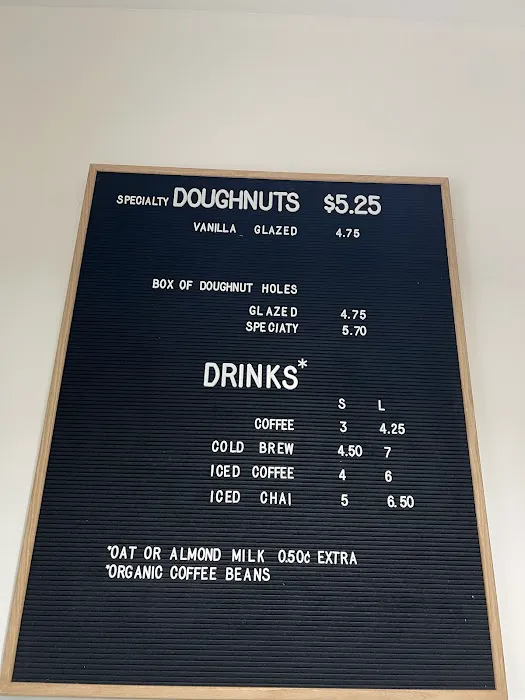 SPECIALTY DOUGHNUTS $5.25
VANILLA GLAZED 4.75
BOX OF DOUGHNUT HOLES
GLAZED 4.75
SPECIATY 5.70
DRINKS*
S L
COFFEE 3 4.25
COLD BREW 4.50 7
ICED COFFEE 4 6
ICED CHAI 5 6.50
*OAT OR ALMOND MILK 0.50¢ EXTRA
*ORGANIC COFFEE BEANS